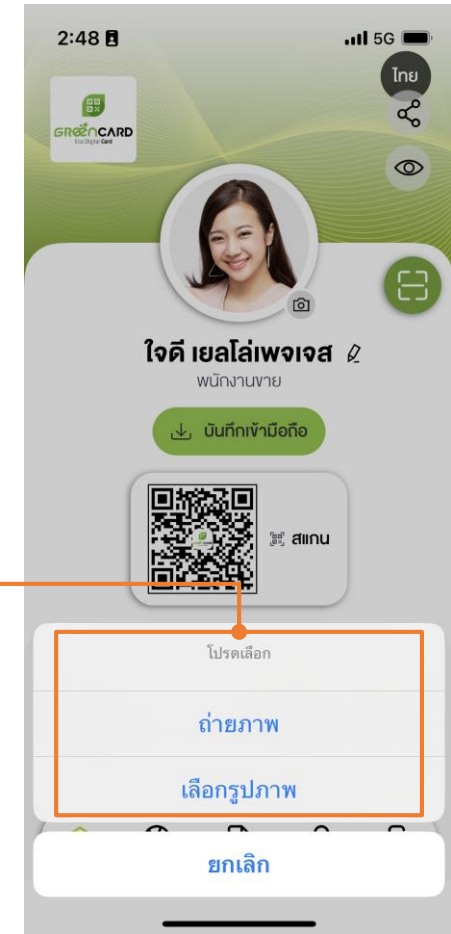 2:48
5G
ไทย
GREENCARD
Eco Digital Card
ใจดี เยลโล่เพจเจส
พนักงานขาย
บันทึกเข้ามือถือ
สแกน
โปรดเลือก
ถ่ายภาพ
เลือกรูปภาพ
ยกเลิก